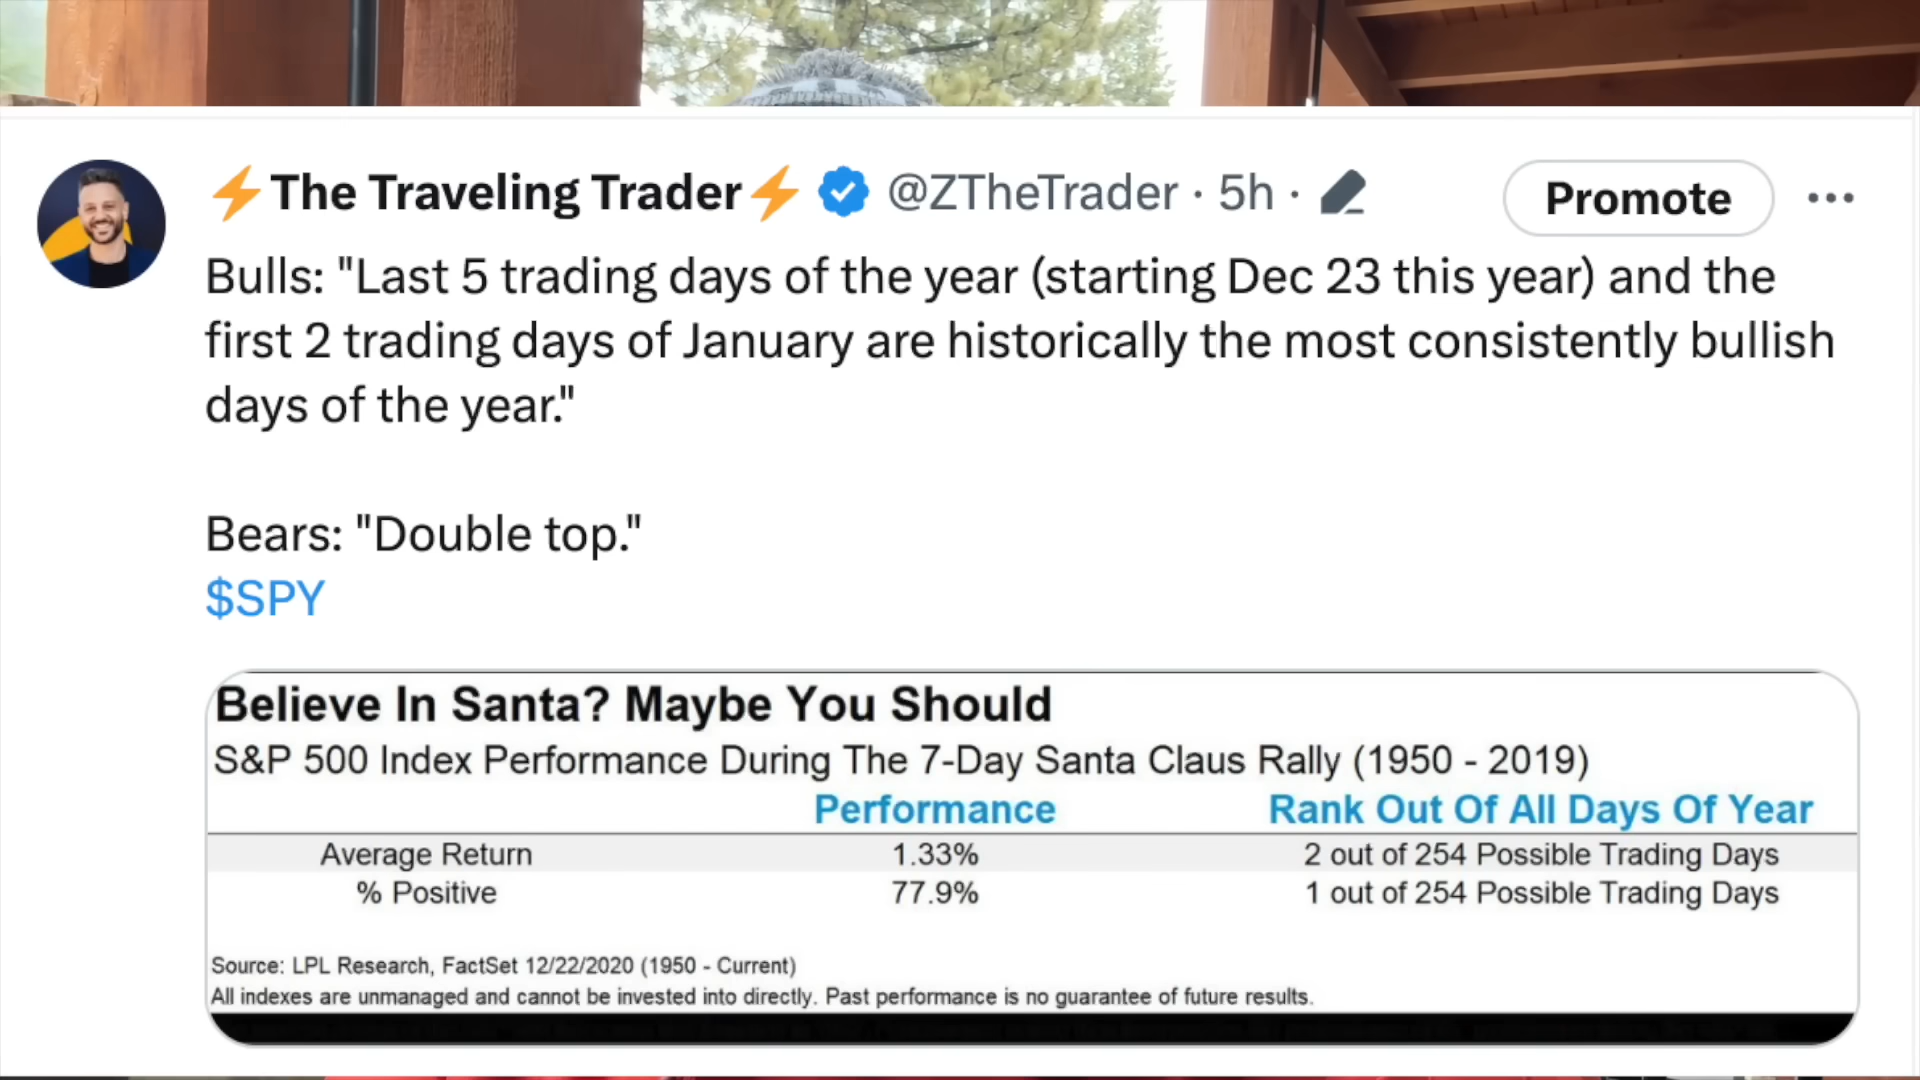 ⚡The Traveling Trader⚡ @ZTheTrader · 5h ·
Promote
Bulls: "Last 5 trading days of the year (starting Dec 23 this year) and the
first 2 trading days of January are historically the most consistently bullish
days of the year."
Bears: "Double top."
$SPY
Believe In Santa? Maybe You Should
S&P 500 Index Performance During The 7-Day Santa Claus Rally (1950 - 2019)
Performance Rank Out Of All Days Of Year
Average Return 1.33% 2 out of 254 Possible Trading Days
% Positive 77.9% 1 out of 254 Possible Trading Days
Source: LPL Research, FactSet 12/22/2020 (1950 - Current)
All indexes are unmanaged and cannot be invested into directly. Past performance is no guarantee of future results.